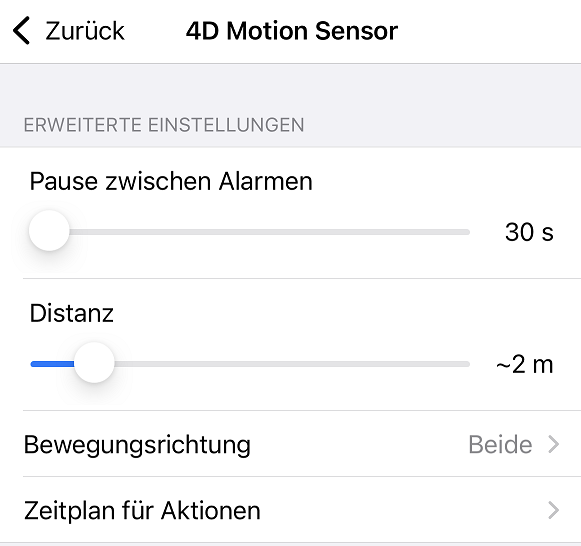 Zurück 4D Motion Sensor
ERWEITERTE EINSTELLUNGEN
Pause zwischen Alarmen
30 s
Distanz
~2 m
Bewegungsrichtung Beide
Zeitplan für Aktionen